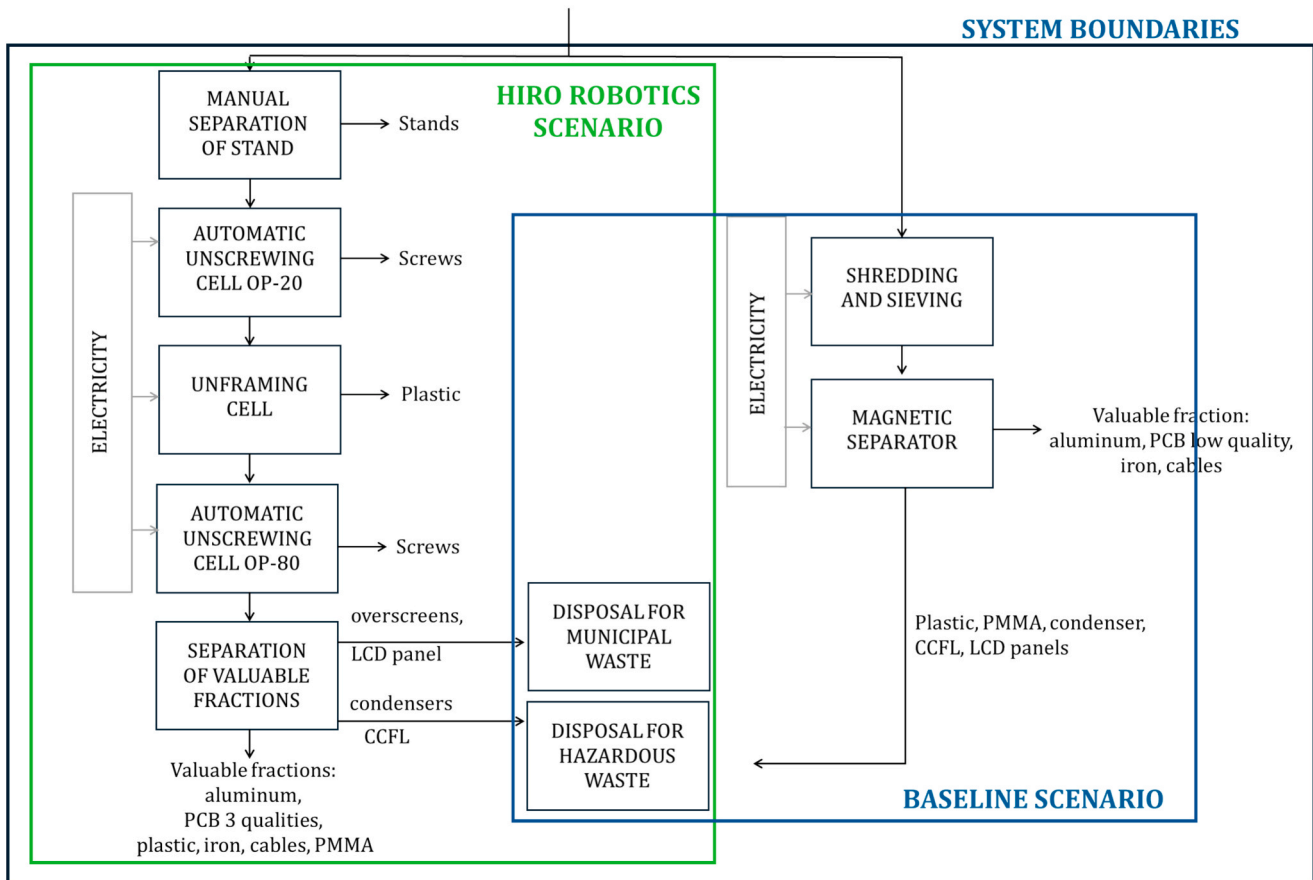 SYSTEM BOUNDARIES
HIRO ROBOTICS
SCENARIO
MANUAL
SEPARATION
OF STAND
Stands
ELECTRICITY
AUTOMATIC
UNSCREWING
CELL OP-20
Screws
UNFRAMING
CELL
Plastic
AUTOMATIC
UNSCREWING
CELL OP-80
Screws
SEPARATION
OF VALUABLE
FRACTIONS
overscreens,
LCD panel
condensers
CCFL
Valuable fractions:
aluminum,
PCB 3 qualities,
plastic, iron, cables, PMMA
DISPOSAL FOR
MUNICIPAL
WASTE
DISPOSAL FOR
HAZARDOUS
WASTE
ELECTRICITY
SHREDDING
AND SIEVING
MAGNETIC
SEPARATOR
Valuable fraction:
aluminum, PCB low quality,
iron, cables
Plastic, PMMA, condenser,
CCFL, LCD panels
BASELINE SCENARIO